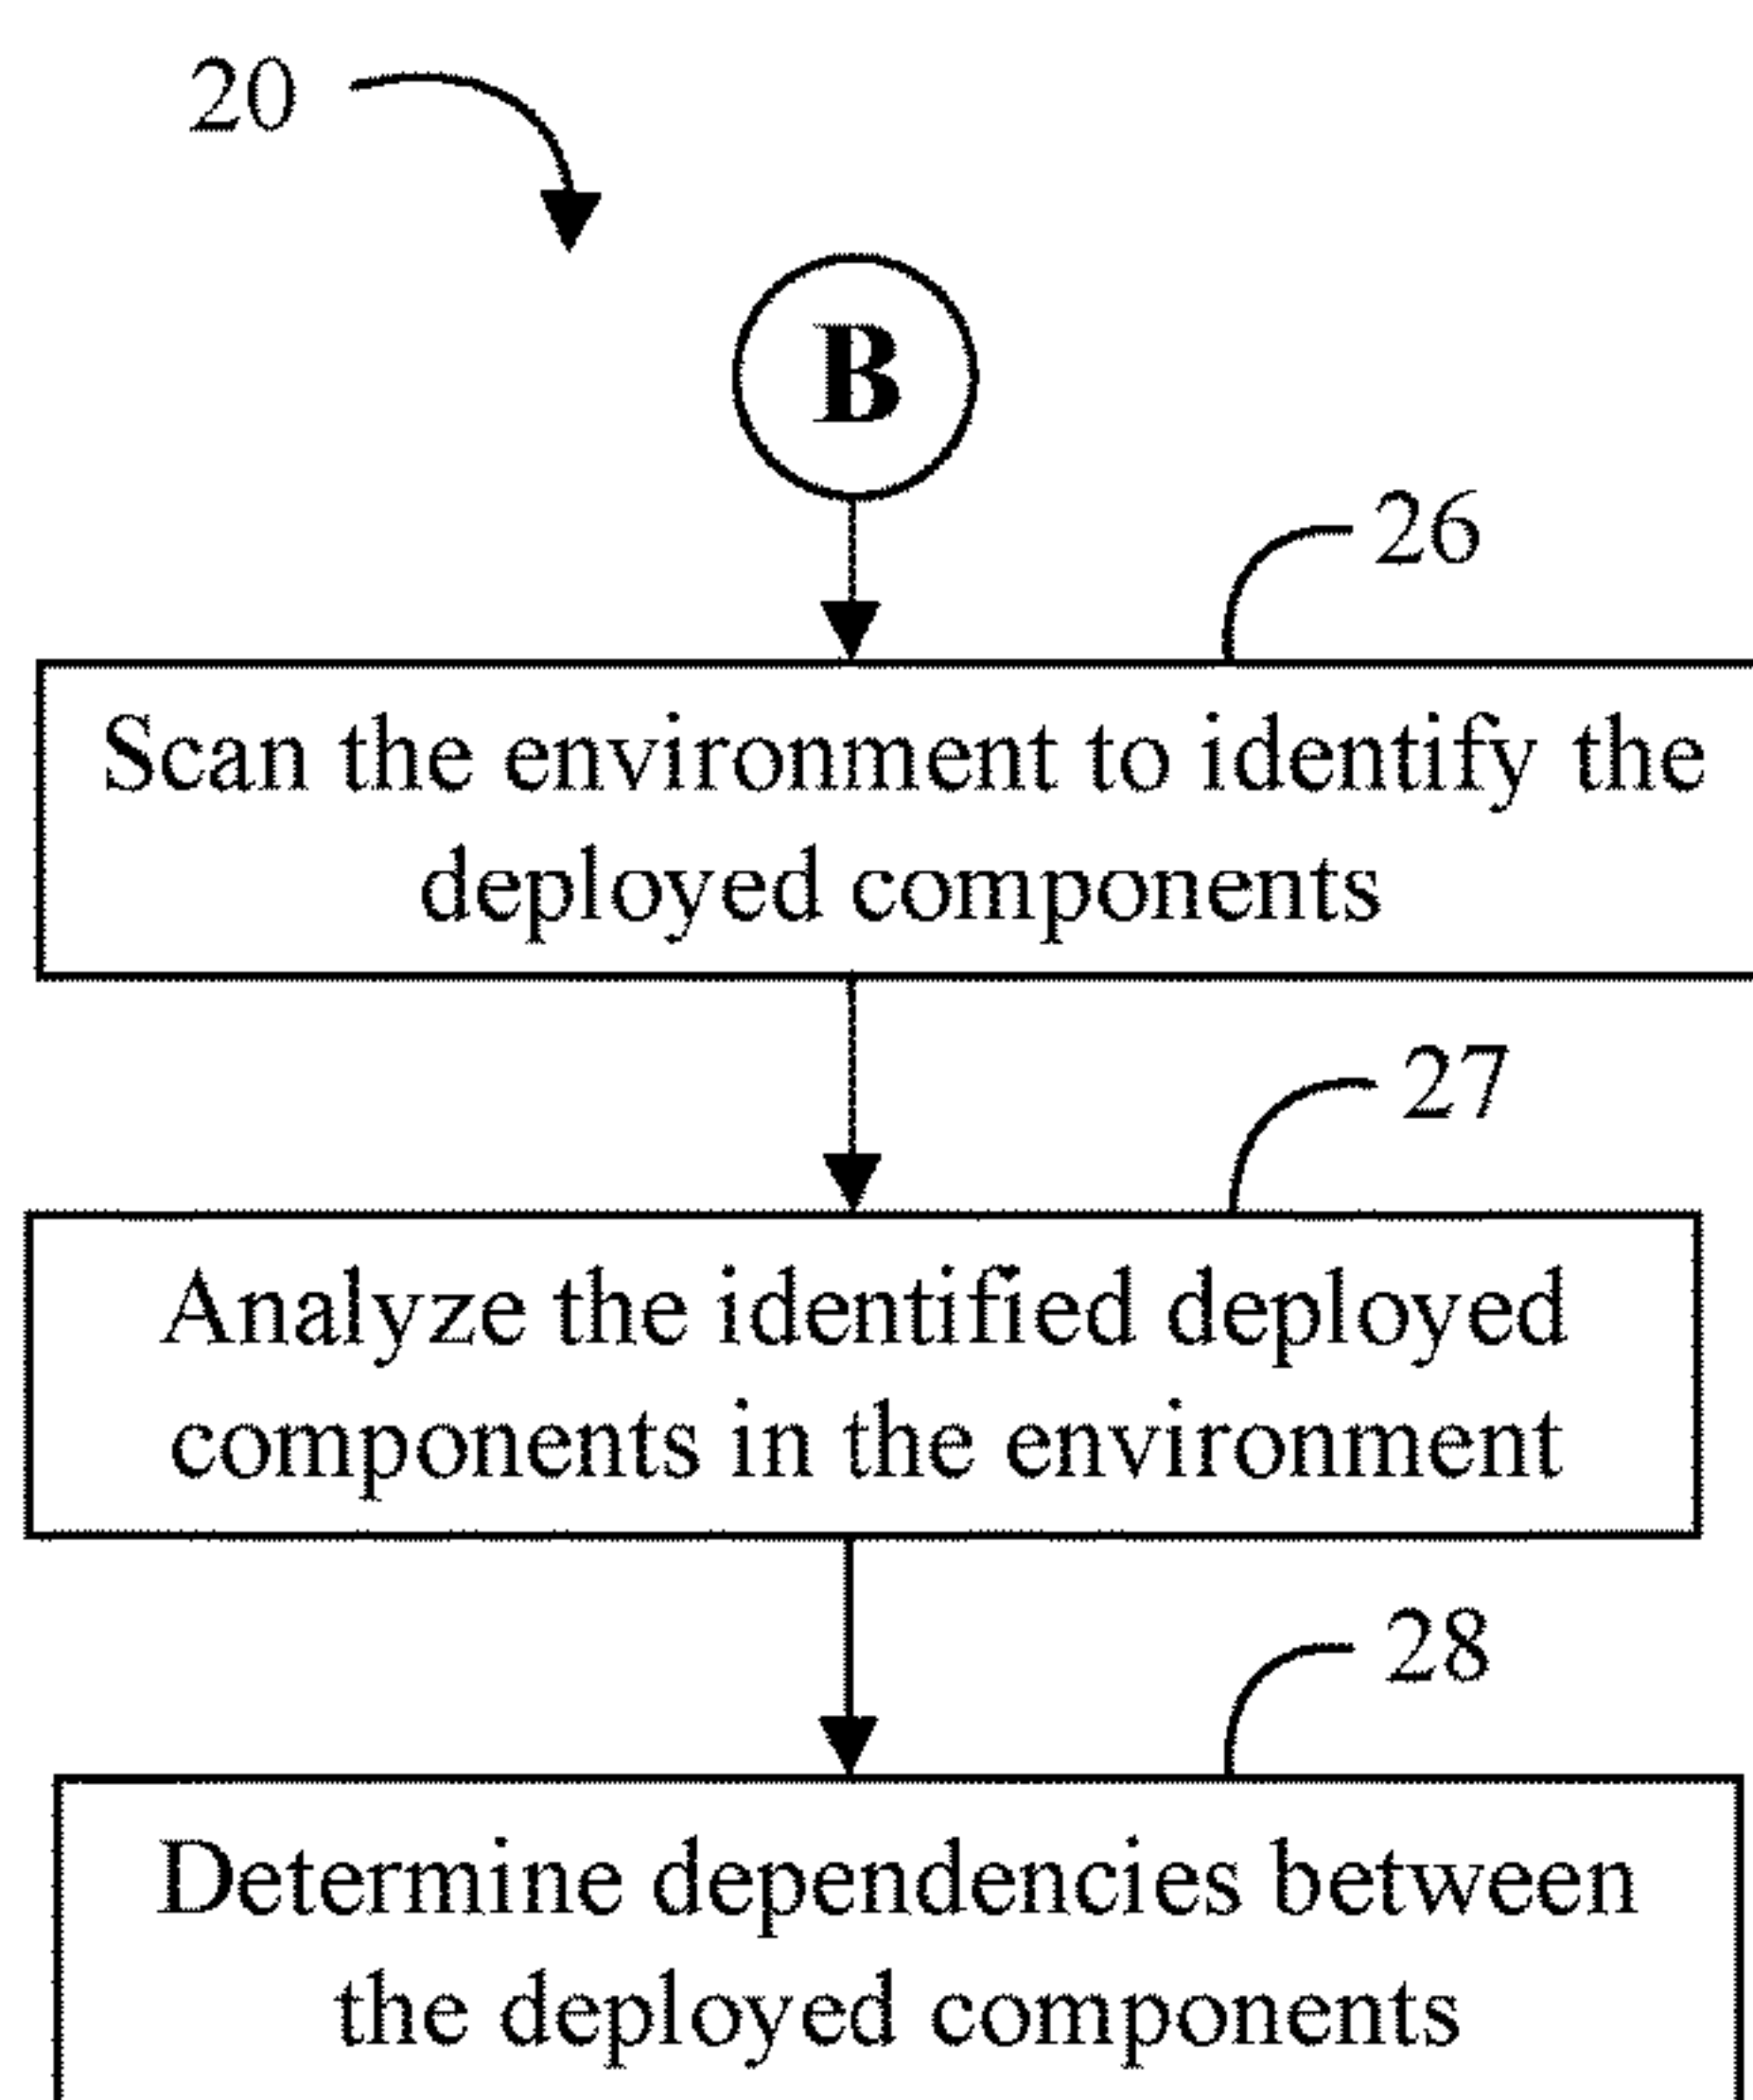 20
B
26
Scan the environment to identify the
deployed components
27
Analyze the identified deployed
components in the environment
28
Determine dependencies between
the deployed components